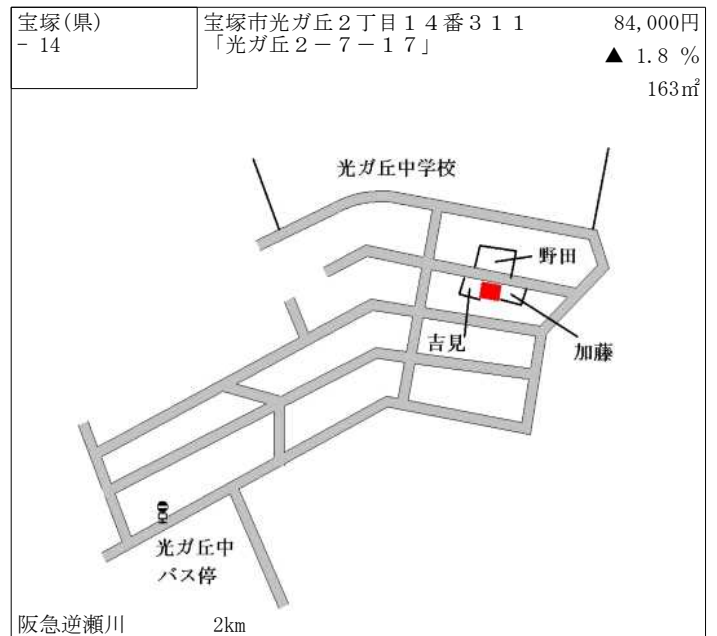 宝塚(県)
- 14
宝塚市光ガ丘２丁目１４番３１１
「光ガ丘２－７－１７」
84,000円
▲ 1.8 %
163㎡
光ガ丘中学校
野田
吉見
加藤
光ガ丘中
バス停
阪急逆瀬川 2km